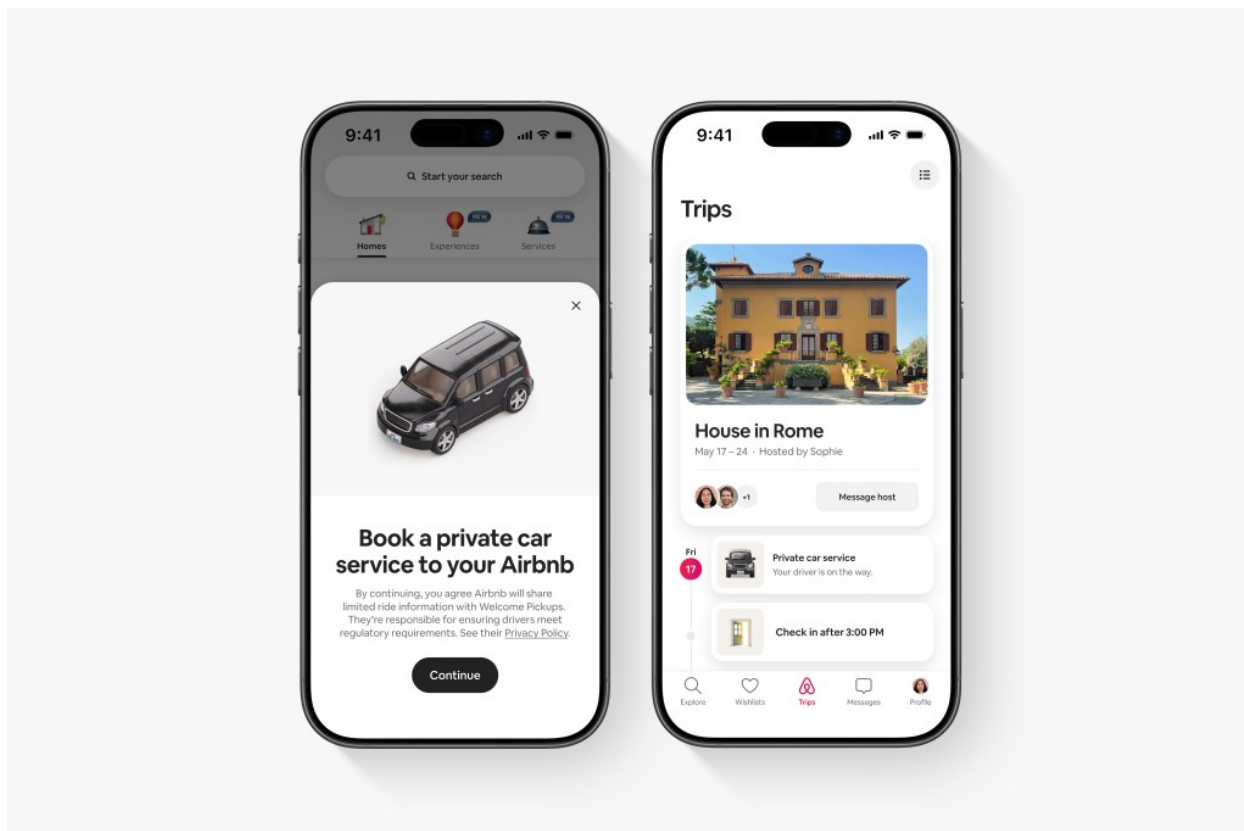 9:41
Start your search
NEW
NEW
Homes
Experiences
Services
Book a private car
service to your Airbnb
By continuing, you agree Airbnb will share
limited ride information with Welcome Pickups.
They're responsible for ensuring drivers meet
regulatory requirements. See their Privacy Policy.
Continue
9:41
Trips
House in Rome
May 17 – 24 · Hosted by Sophie
+1
Message host
Fri
17
Private car service
Your driver is on the way.
Check in after 3:00 PM
Explore
Wishlists
Trips
Messages
Profile